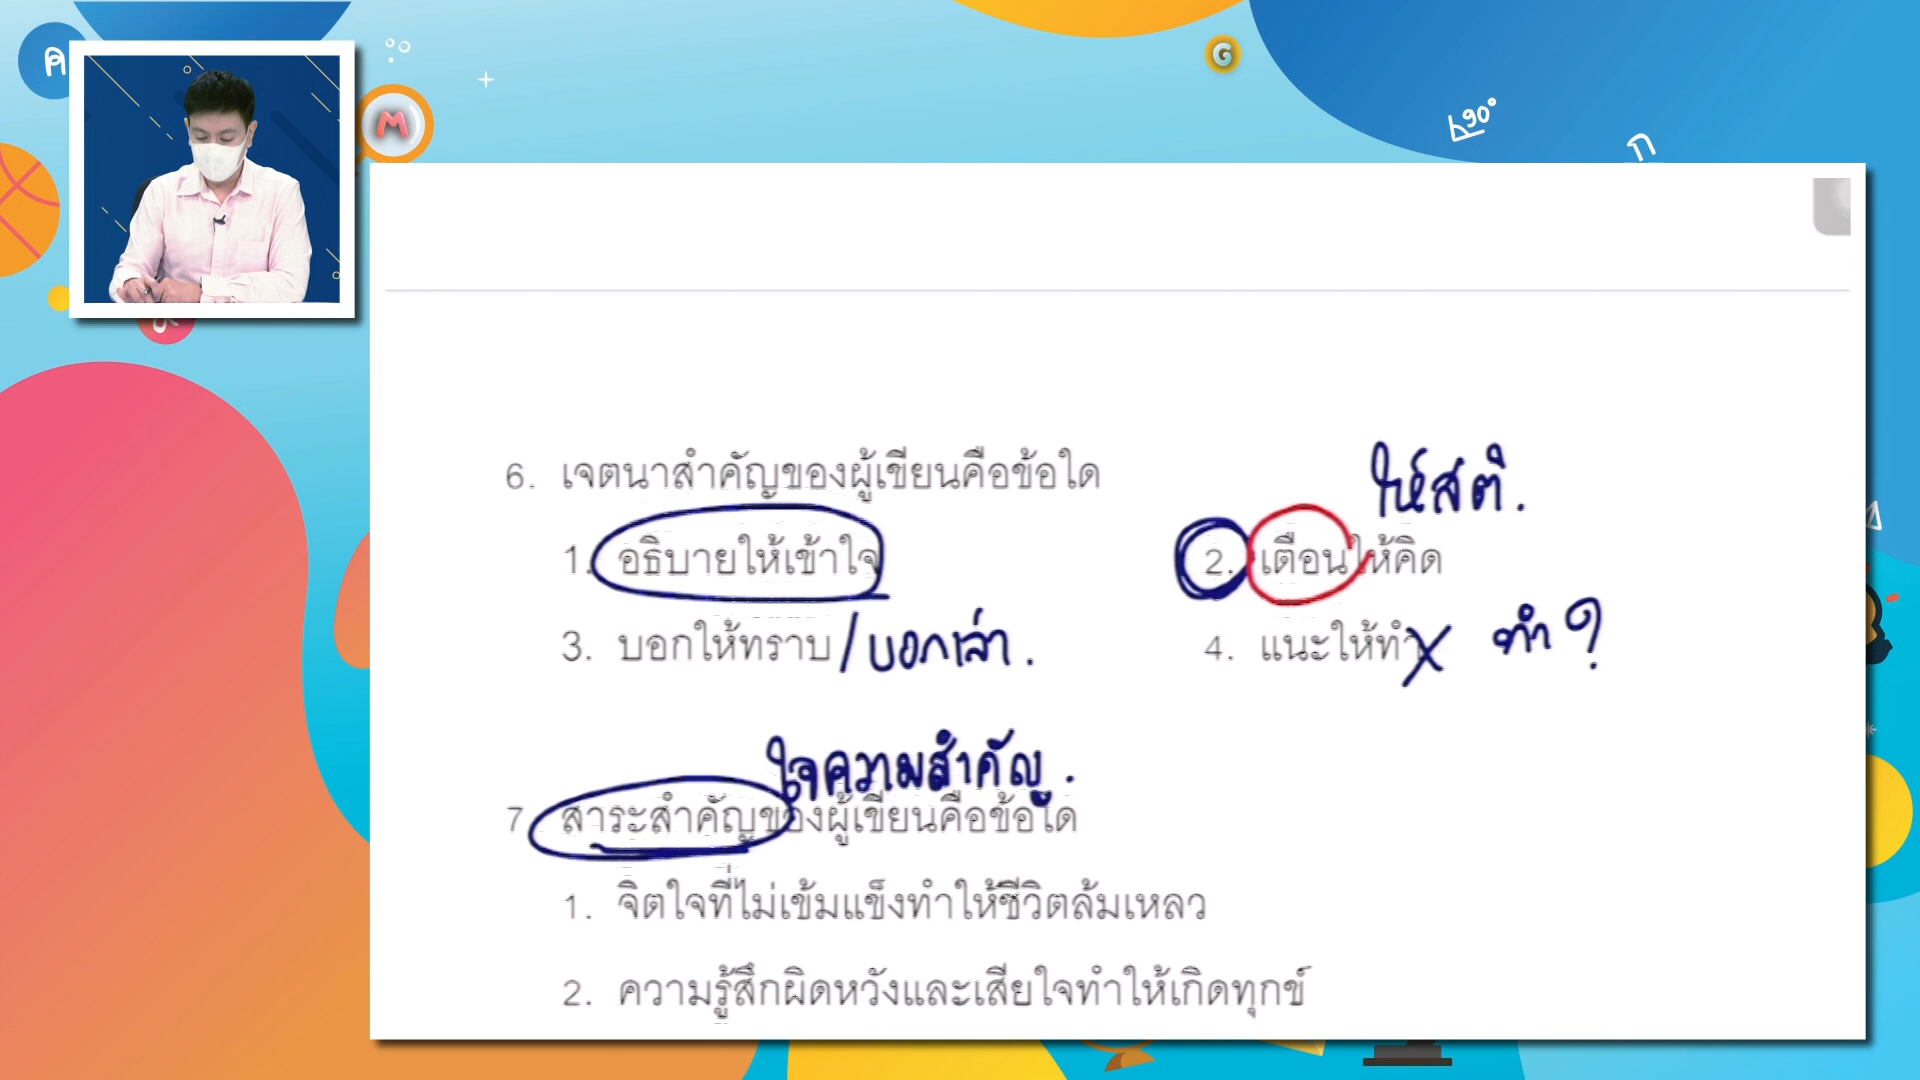 ค
M
G
90°
ก
6. เจตนาสำคัญของผู้เขียนคือข้อใด
ให้สติ.
1. อธิบายให้เข้าใจ
2. เตือนให้คิด
3. บอกให้ทราบ /บอกเล่า.
4. แนะให้ทำ X ทำ ?
ใจความสำคัญ.
7. สาระสำคัญของผู้เขียนคือข้อใด
1. จิตใจที่ไม่เข้มแข็งทำให้ชีวิตล้มเหลว
2. ความรู้สึกผิดหวังและเสียใจทำให้เกิดทุกข์